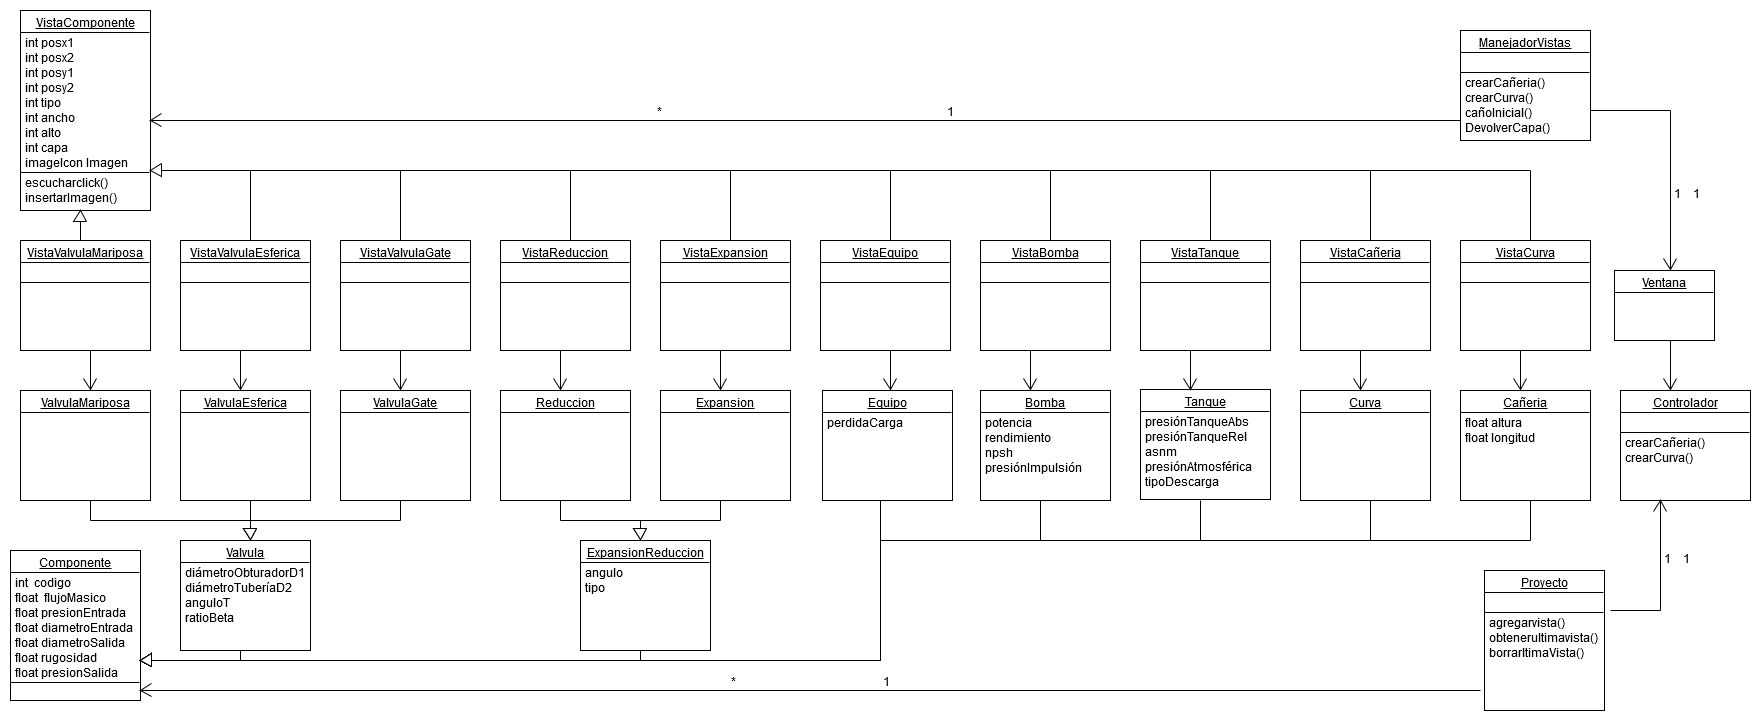 VistaComponente
int posx1
int posx2
int posy1
int posy2
int tipo
int ancho
int alto
int capa
imageIcon Imagen
escucharclick()
insertarImagen()
ManejadorVistas
crearCañeria()
crearCurva()
cañoInicial()
DevolverCapa()
* 1
1 1
VistaValvulaMariposa
VistaValvulaEsferica
VistaValvulaGate
VistaReduccion
VistaExpansion
VistaEquipo
VistaBomba
VistaTanque
VistaCañeria
VistaCurva
Ventana
ValvulaMariposa
ValvulaEsferica
ValvulaGate
Reduccion
Expansion
Equipo
perdidaCarga
Bomba
potencia
rendimiento
npsh
presiónImpulsión
Tanque
presiónTanqueAbs
presiónTanqueRel
asnm
presiónAtmosférica
tipoDescarga
Curva
Cañeria
float altura
float longitud
Controlador
crearCañeria()
crearCurva()
Componente
int codigo
float flujoMasico
float presionEntrada
float diametroEntrada
float diametroSalida
float rugosidad
float presionSalida
Valvula
diámetroObturadorD1
diámetroTuberíaD2
anguloT
ratioBeta
ExpansionReduccion
angulo
tipo
1 1
Proyecto
agregarvista()
obtenerultimavista()
borrarltimaVista()
* 1